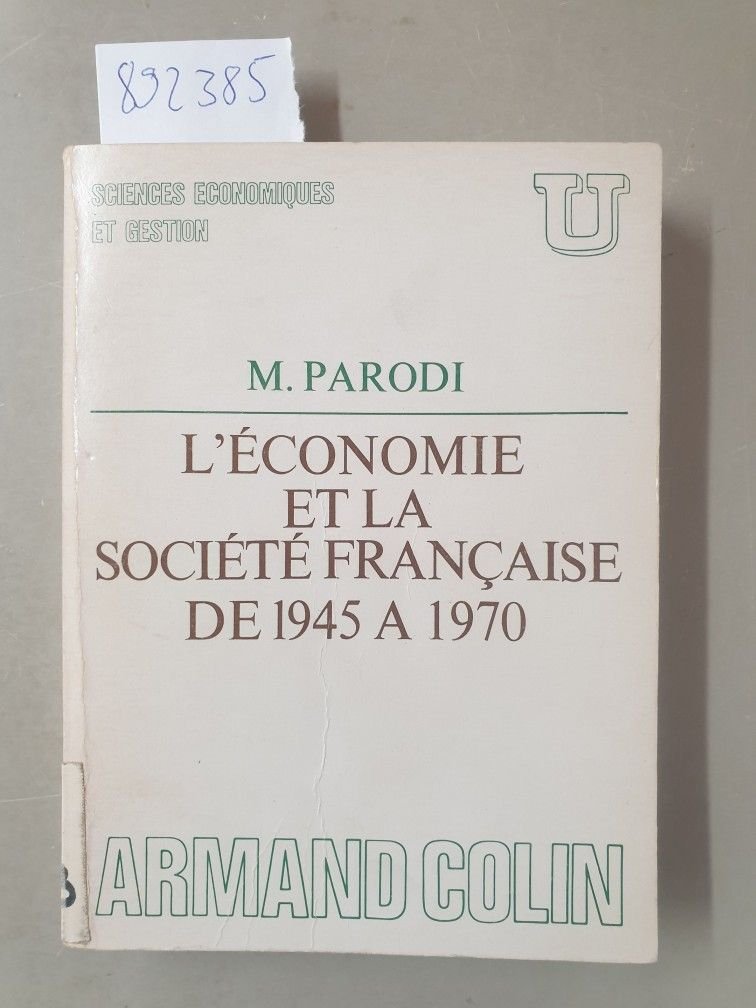 892385
SCIENCES ECONOMIQUES
ET GESTION
U
M. PARODI
L'ÉCONOMIE
ET LA
SOCIÉTÉ FRANÇAISE
DE 1945 A 1970
ARMAND COLIN